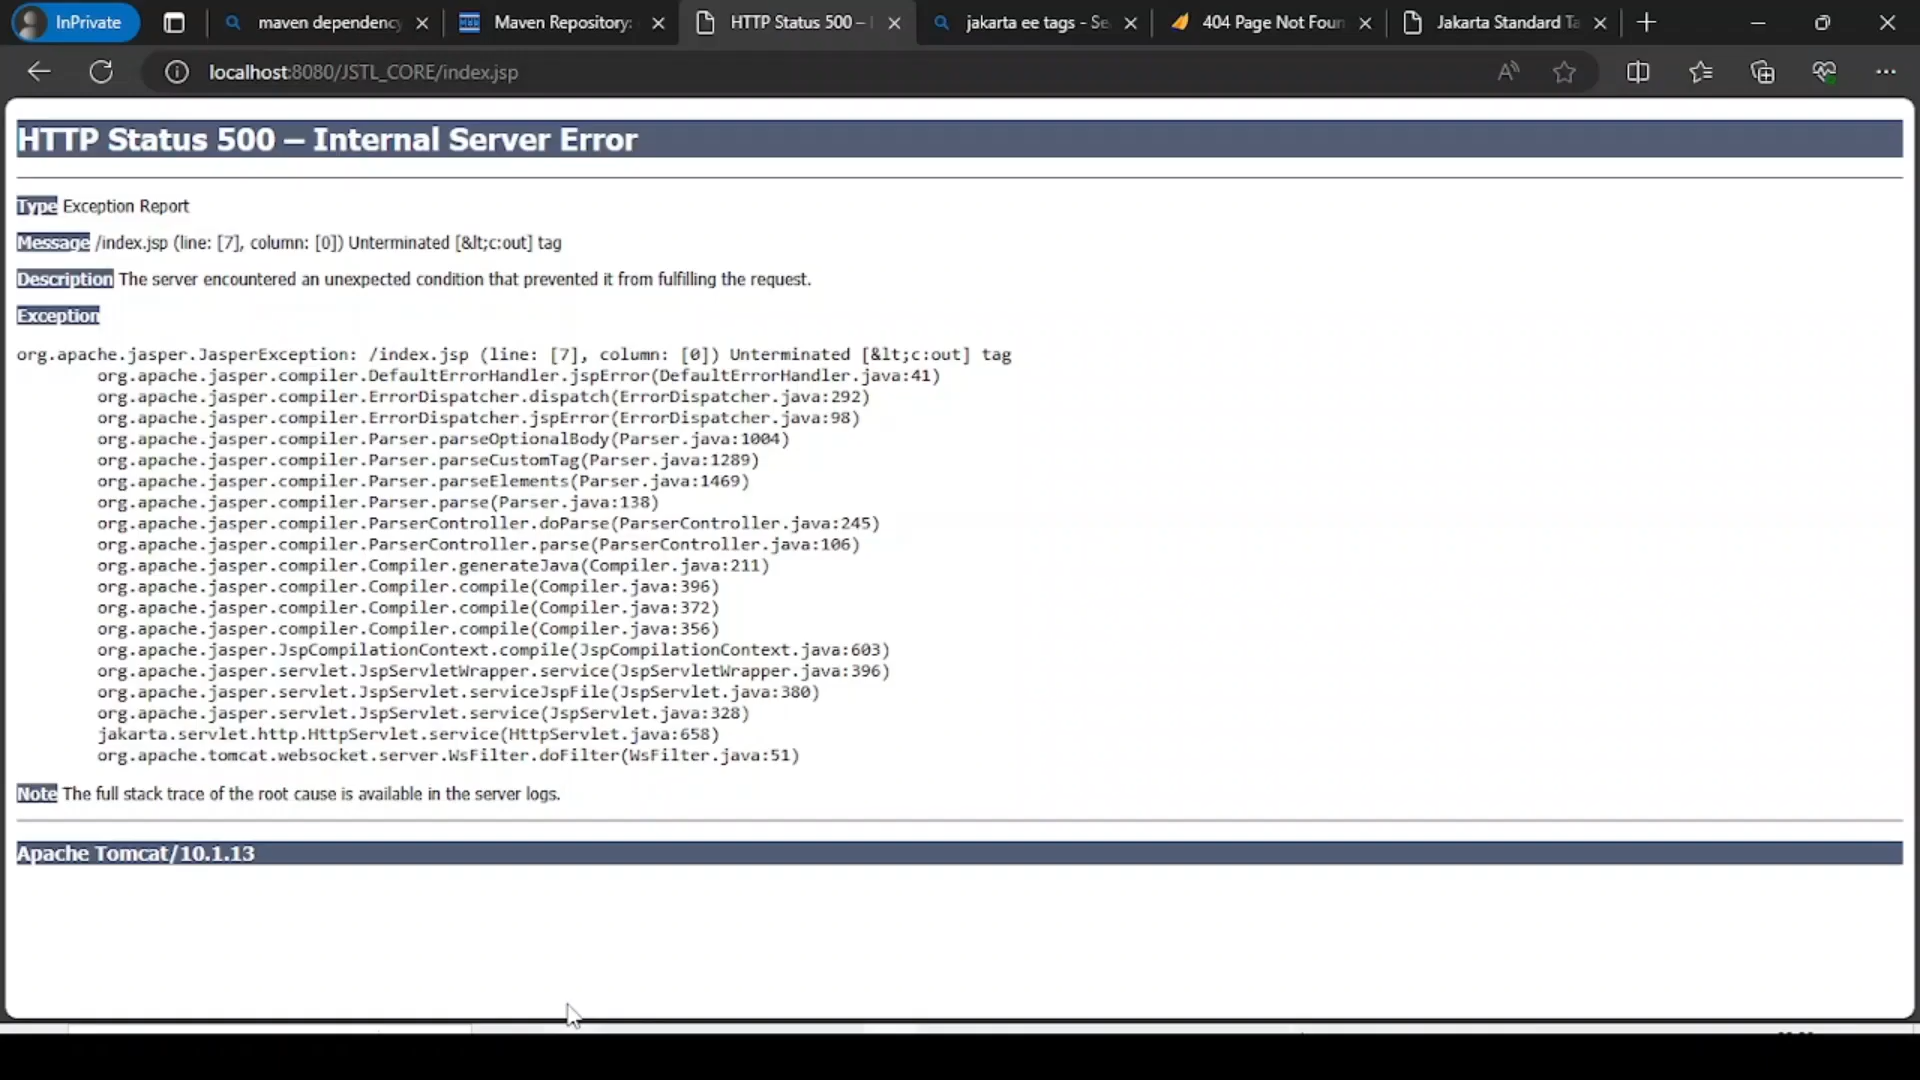 InPrivate
maven dependency
Maven Repository:
HTTP Status 500 –
jakarta ee tags - Se
404 Page Not Foun
Jakarta Standard Ta
localhost:8080/JSTL_CORE/index.jsp
HTTP Status 500 – Internal Server Error
Type Exception Report
Message /index.jsp (line: [7], column: [0]) Unterminated [&lt;c:out] tag
Description The server encountered an unexpected condition that prevented it from fulfilling the request.
Exception
org.apache.jasper.JasperException: /index.jsp (line: [7], column: [0]) Unterminated [&lt;c:out] tag
org.apache.jasper.compiler.DefaultErrorHandler.jspError(DefaultErrorHandler.java:41)
org.apache.jasper.compiler.ErrorDispatcher.dispatch(ErrorDispatcher.java:292)
org.apache.jasper.compiler.ErrorDispatcher.jspError(ErrorDispatcher.java:98)
org.apache.jasper.compiler.Parser.parseOptionalBody(Parser.java:1004)
org.apache.jasper.compiler.Parser.parseCustomTag(Parser.java:1289)
org.apache.jasper.compiler.Parser.parseElements(Parser.java:1469)
org.apache.jasper.compiler.Parser.parse(Parser.java:138)
org.apache.jasper.compiler.ParserController.doParse(ParserController.java:245)
org.apache.jasper.compiler.ParserController.parse(ParserController.java:106)
org.apache.jasper.compiler.Compiler.generateJava(Compiler.java:211)
org.apache.jasper.compiler.Compiler.compile(Compiler.java:396)
org.apache.jasper.compiler.Compiler.compile(Compiler.java:372)
org.apache.jasper.compiler.Compiler.compile(Compiler.java:356)
org.apache.jasper.JspCompilationContext.compile(JspCompilationContext.java:603)
org.apache.jasper.servlet.JspServletWrapper.service(JspServletWrapper.java:396)
org.apache.jasper.servlet.JspServlet.serviceJspFile(JspServlet.java:380)
org.apache.jasper.servlet.JspServlet.service(JspServlet.java:328)
jakarta.servlet.http.HttpServlet.service(HttpServlet.java:658)
org.apache.tomcat.websocket.server.WsFilter.doFilter(WsFilter.java:51)
Note The full stack trace of the root cause is available in the server logs.
Apache Tomcat/10.1.13